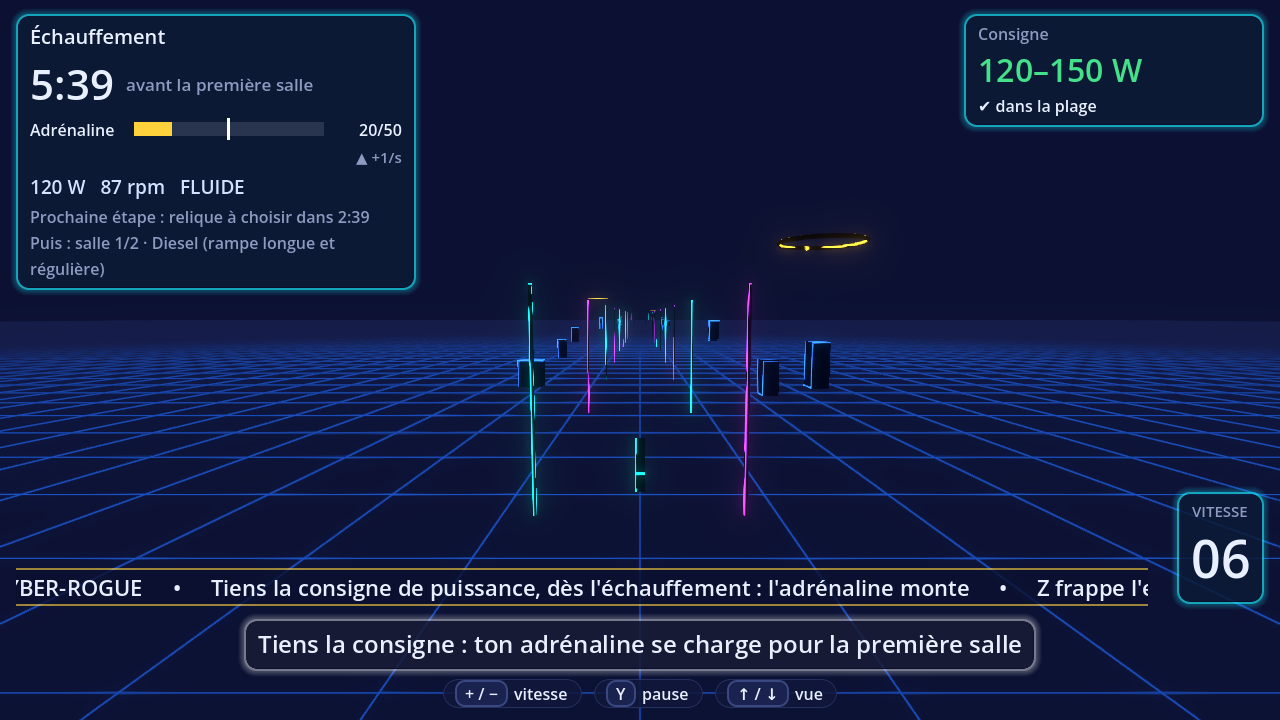 Échauffement
5:39 avant la première salle
Adrénaline 20/50
▲ +1/s
120 W 87 rpm FLUIDE
Prochaine étape : relique à choisir dans 2:39
Puis : salle 1/2 · Diesel (rampe longue et
régulière)
Consigne
120–150 W
✔ dans la plage
VITESSE
06
BER-ROGUE • Tiens la consigne de puissance, dès l'échauffement : l'adrénaline monte • Z frappe
Tiens la consigne : ton adrénaline se charge pour la première salle
+ / − vitesse Y pause ↑ / ↓ vue